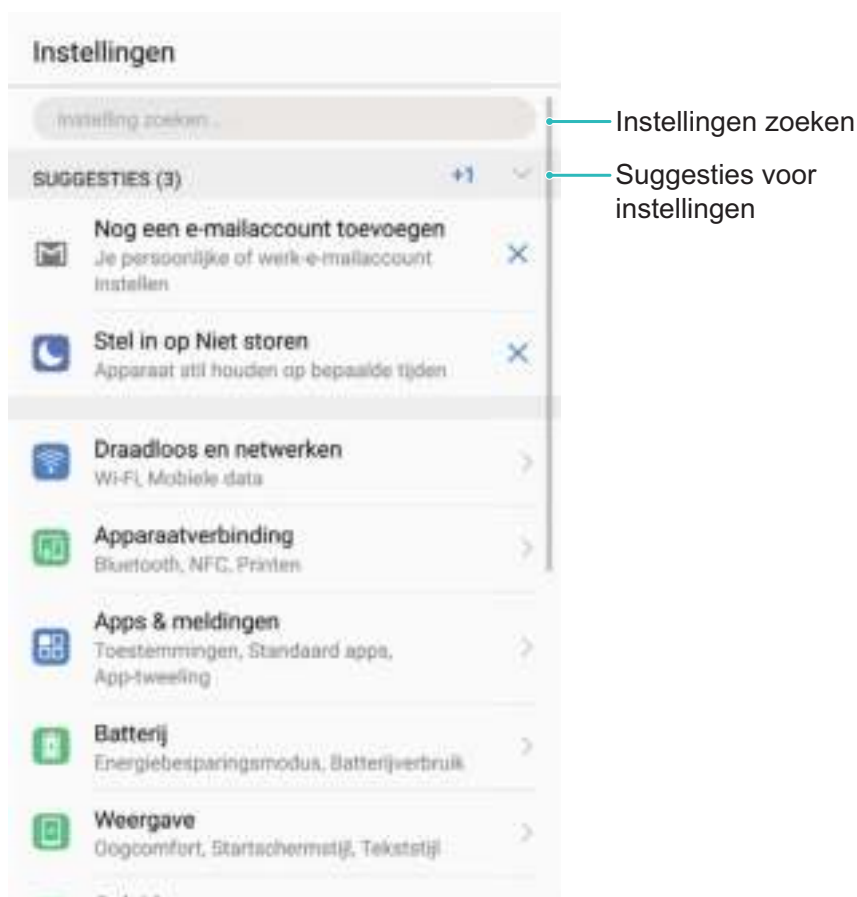 Instellingen
Instelling zoeken...
Instellingen zoeken
SUGGESTIES (3)
+1
Suggesties voor
instellingen
Nog een e-mailaccount toevoegen
Je persoonlijke of werk-e-mailaccount
instellen
Stel in op Niet storen
Apparaat stil houden op bepaalde tijden
Draadloos en netwerken
Wi-Fi, Mobiele data
Apparaatverbinding
Bluetooth, NFC, Printen
Apps & meldingen
Toestemmingen, Standaard apps,
App-tweeling
Batterij
Energiebesparingsmodus, Batterijverbruik
Weergave
Oogcomfort, Startschermstijl, Tekststijl